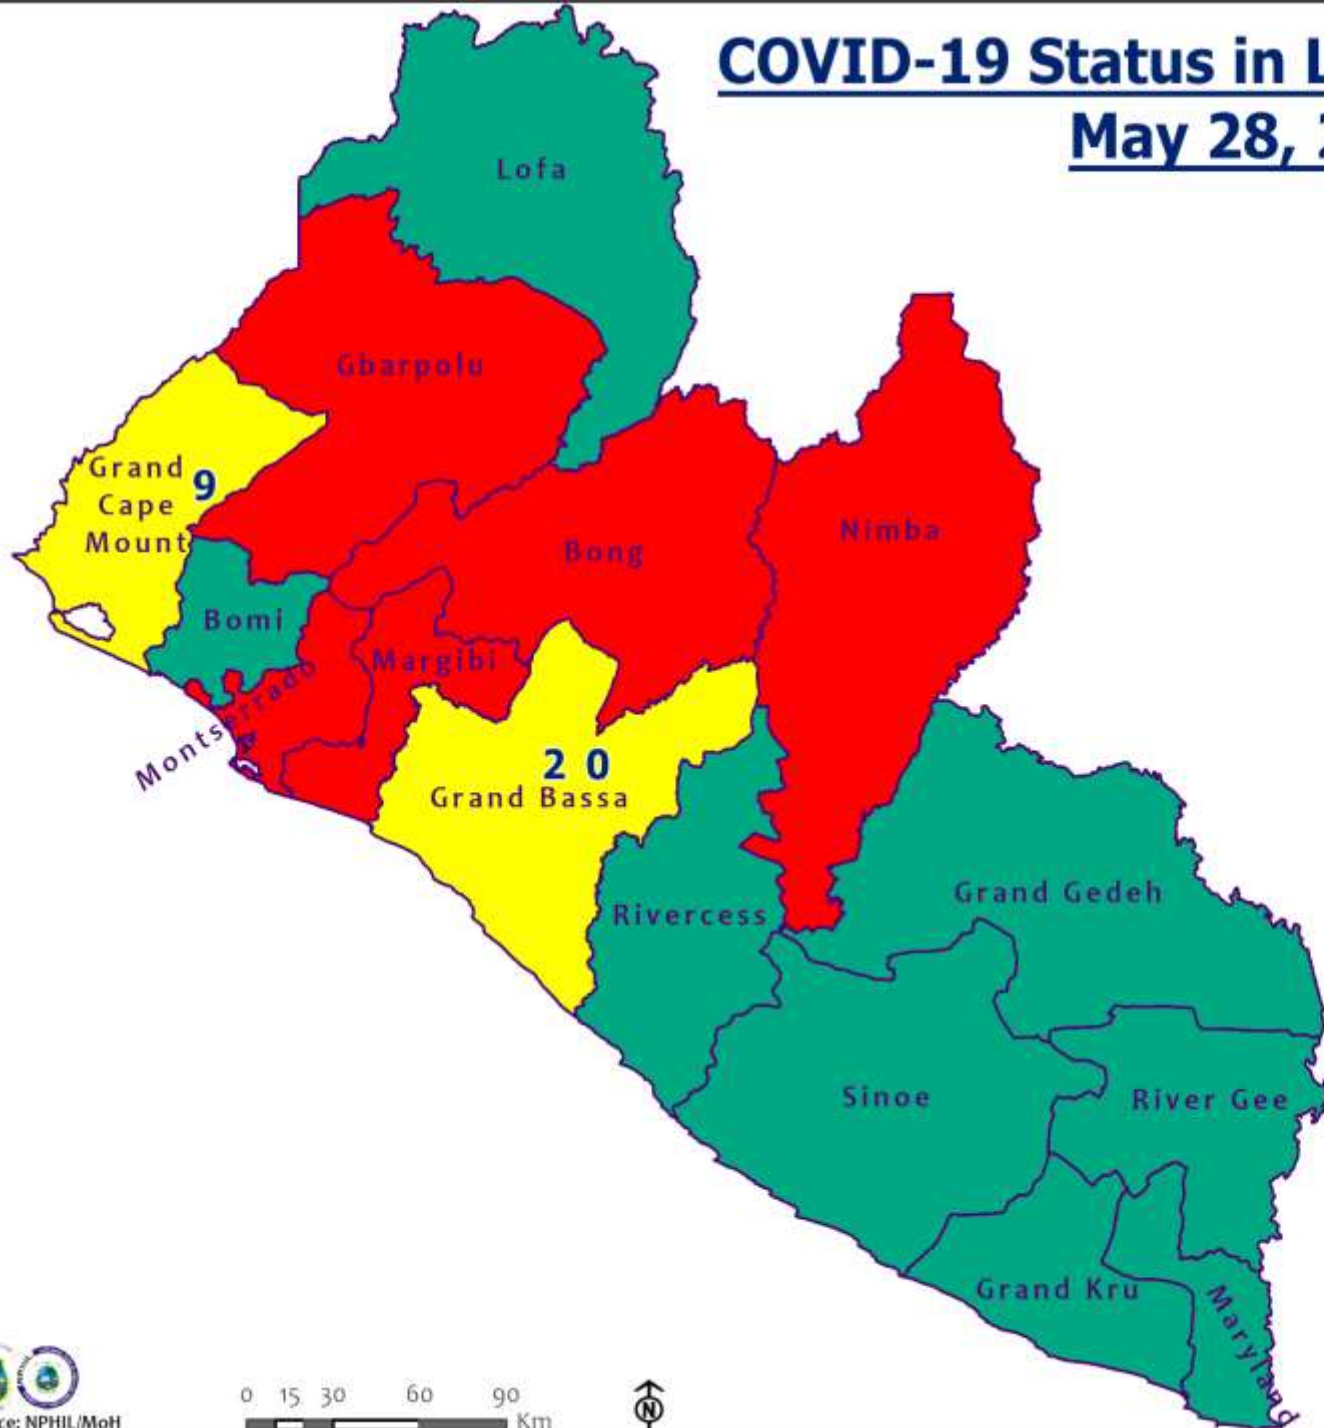 COVID-19 Status in L
May 28, 2
Lofa
Gbarpolu
Grand
Cape
Mount
9
Nimba
Bong
Bomi
Margibi
Montserrado
2 0
Grand Bassa
Rivercess
Grand Gedeh
Sinoe
River Gee
Grand Kru
Maryland
0 15 30 60 90
Km
N
ce: NPHIL/MoH